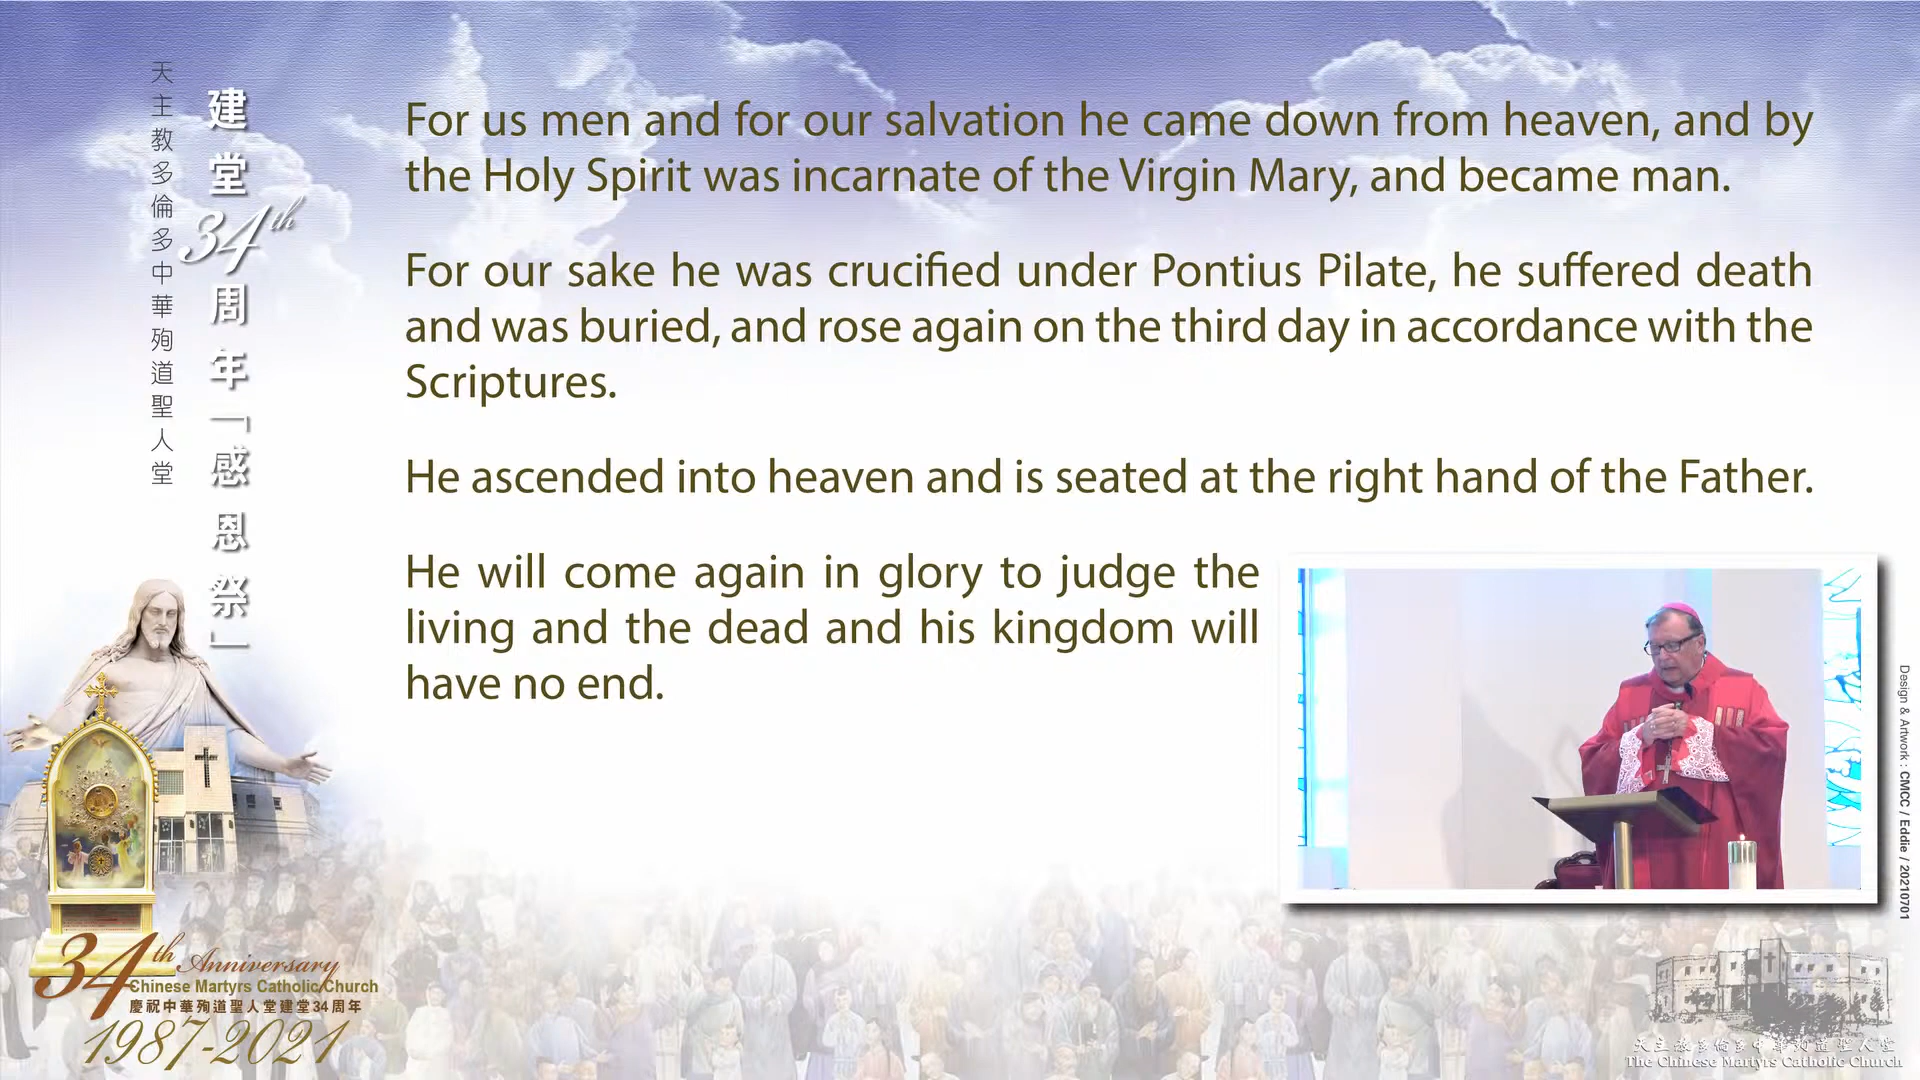 天主教多倫多中華殉道聖人堂
建堂34th周年「感恩祭」
For us men and for our salvation he came down from heaven, and by
the Holy Spirit was incarnate of the Virgin Mary, and became man.
For our sake he was crucified under Pontius Pilate, he suffered death
and was buried, and rose again on the third day in accordance with the
Scriptures.
He ascended into heaven and is seated at the right hand of the Father.
He will come again in glory to judge the
living and the dead and his kingdom will
have no end.
Design & Artwork : CMCC / Eddie / 20210701
34th Anniversary
Chinese Martyrs Catholic Church
慶祝中華殉道聖人堂建堂34周年
1987-2021
天主教多倫多中華殉道聖人堂
The Chinese Martyrs Catholic Church